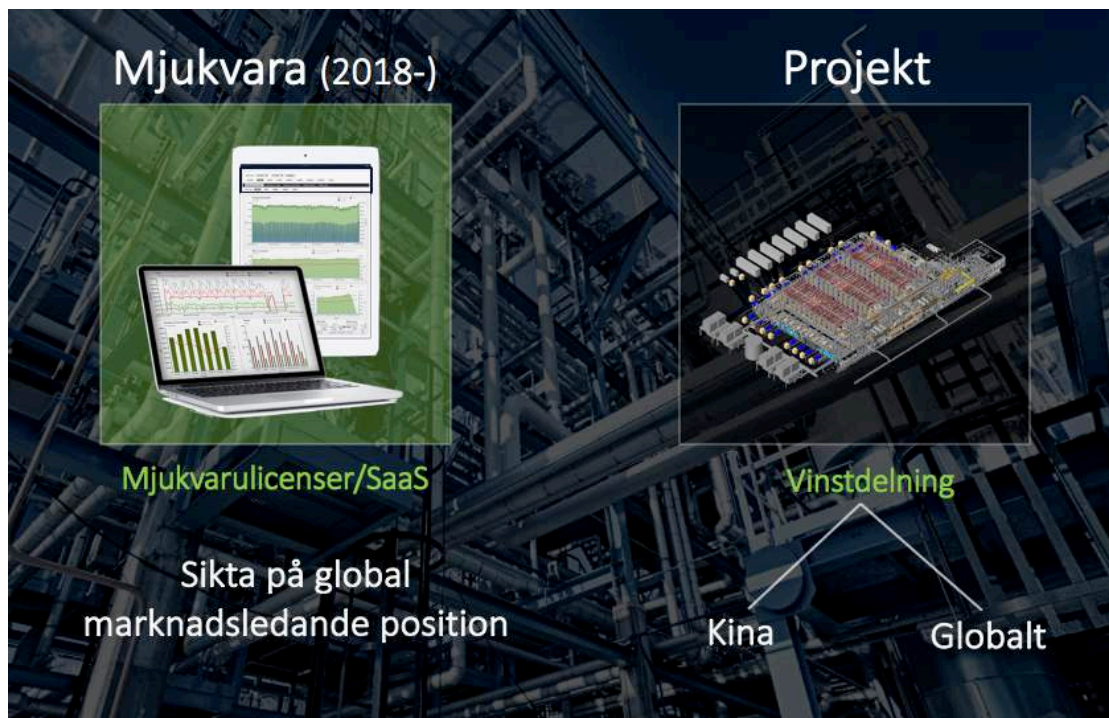 Mjukvara (2018-)
Projekt
Mjukvarulicenser/SaaS
Vinstdelning
Sikta på global
marknadsledande position
Kina
Globalt